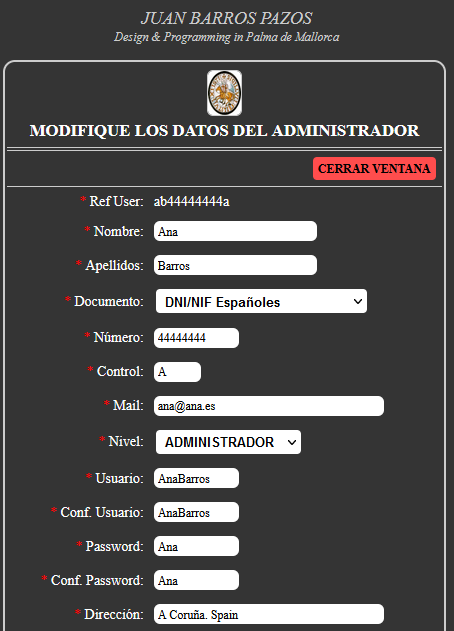 JUAN BARROS PAZOS
Design & Programming in Palma de Mallorca
MODIFIQUE LOS DATOS DEL ADMINISTRADOR
CERRAR VENTANA
* Ref User: ab44444444a
* Nombre: Ana
* Apellidos: Barros
* Documento: DNI/NIF Españoles
* Número: 44444444
* Control: A
* Mail: ana@ana.es
* Nivel: ADMINISTRADOR
* Usuario: AnaBarros
* Conf. Usuario: AnaBarros
* Password: Ana
* Conf. Password: Ana
* Dirección: A Coruña. Spain